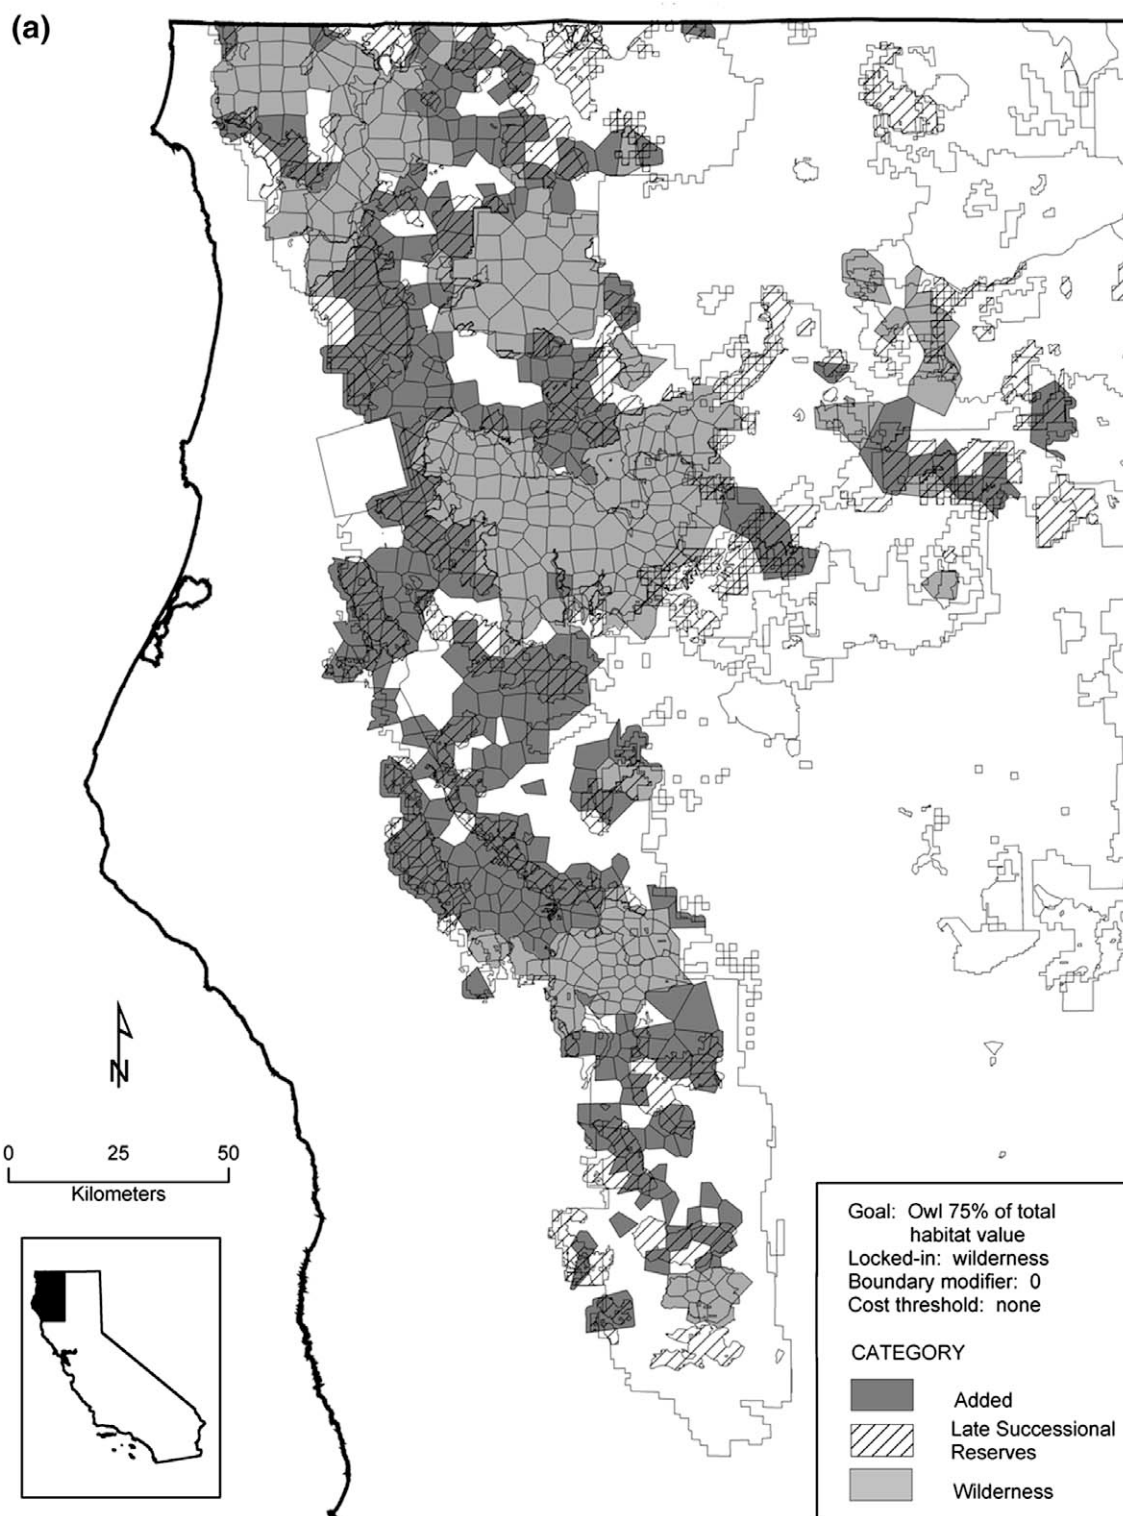 (a)
N
0 25 50
Kilometers
Goal: Owl 75% of total
habitat value
Locked-in: wilderness
Boundary modifier: 0
Cost threshold: none
CATEGORY
Added
Late Successional
Reserves
Wilderness